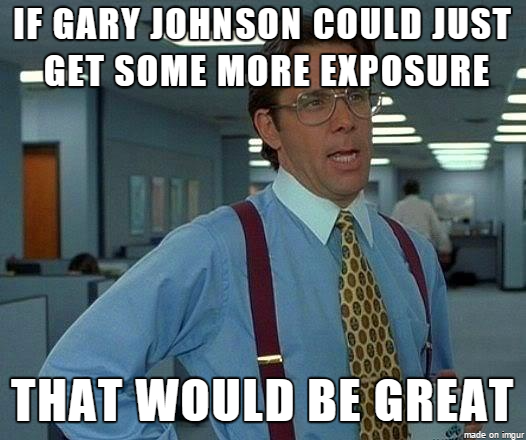 IF GARY JOHNSON COULD JUST
GET SOME MORE EXPOSURE
THAT WOULD BE GREAT
made on imgur